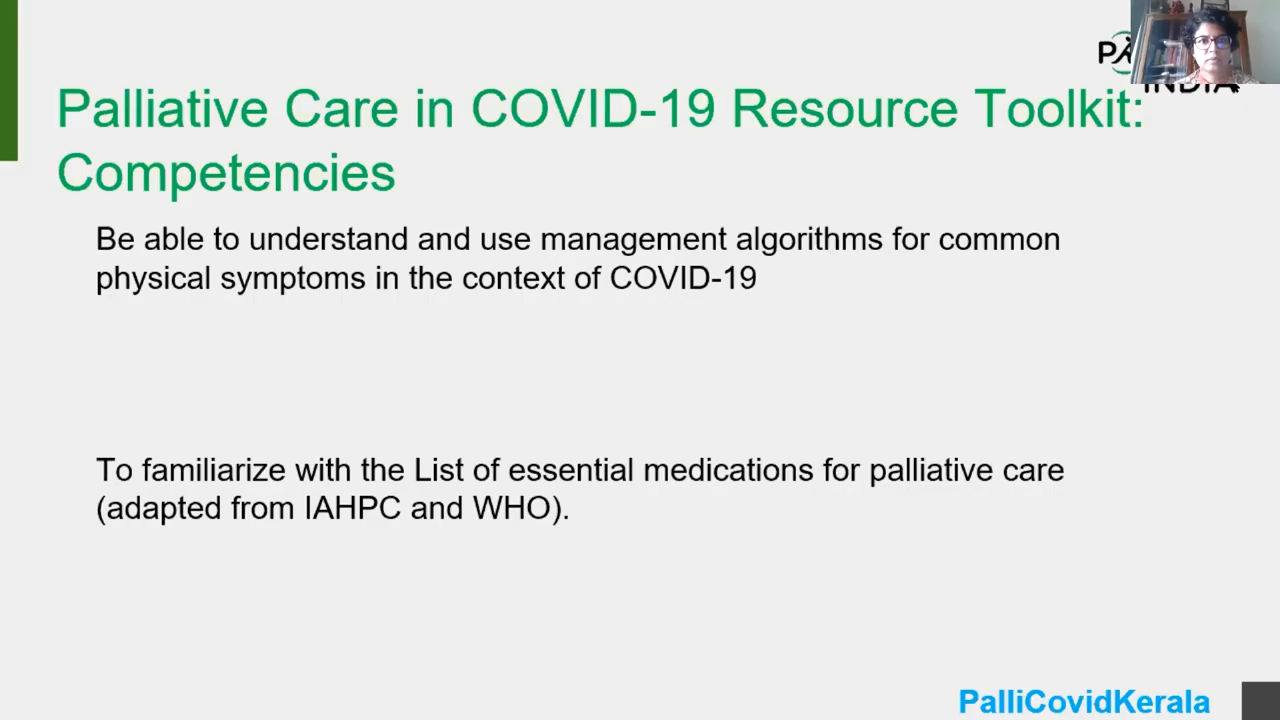 Palliative Care in COVID-19 Resource Toolkit:
Competencies
Be able to understand and use management algorithms for common
physical symptoms in the context of COVID-19
To familiarize with the List of essential medications for palliative care
(adapted from IAHPC and WHO).
PalliCovidKerala